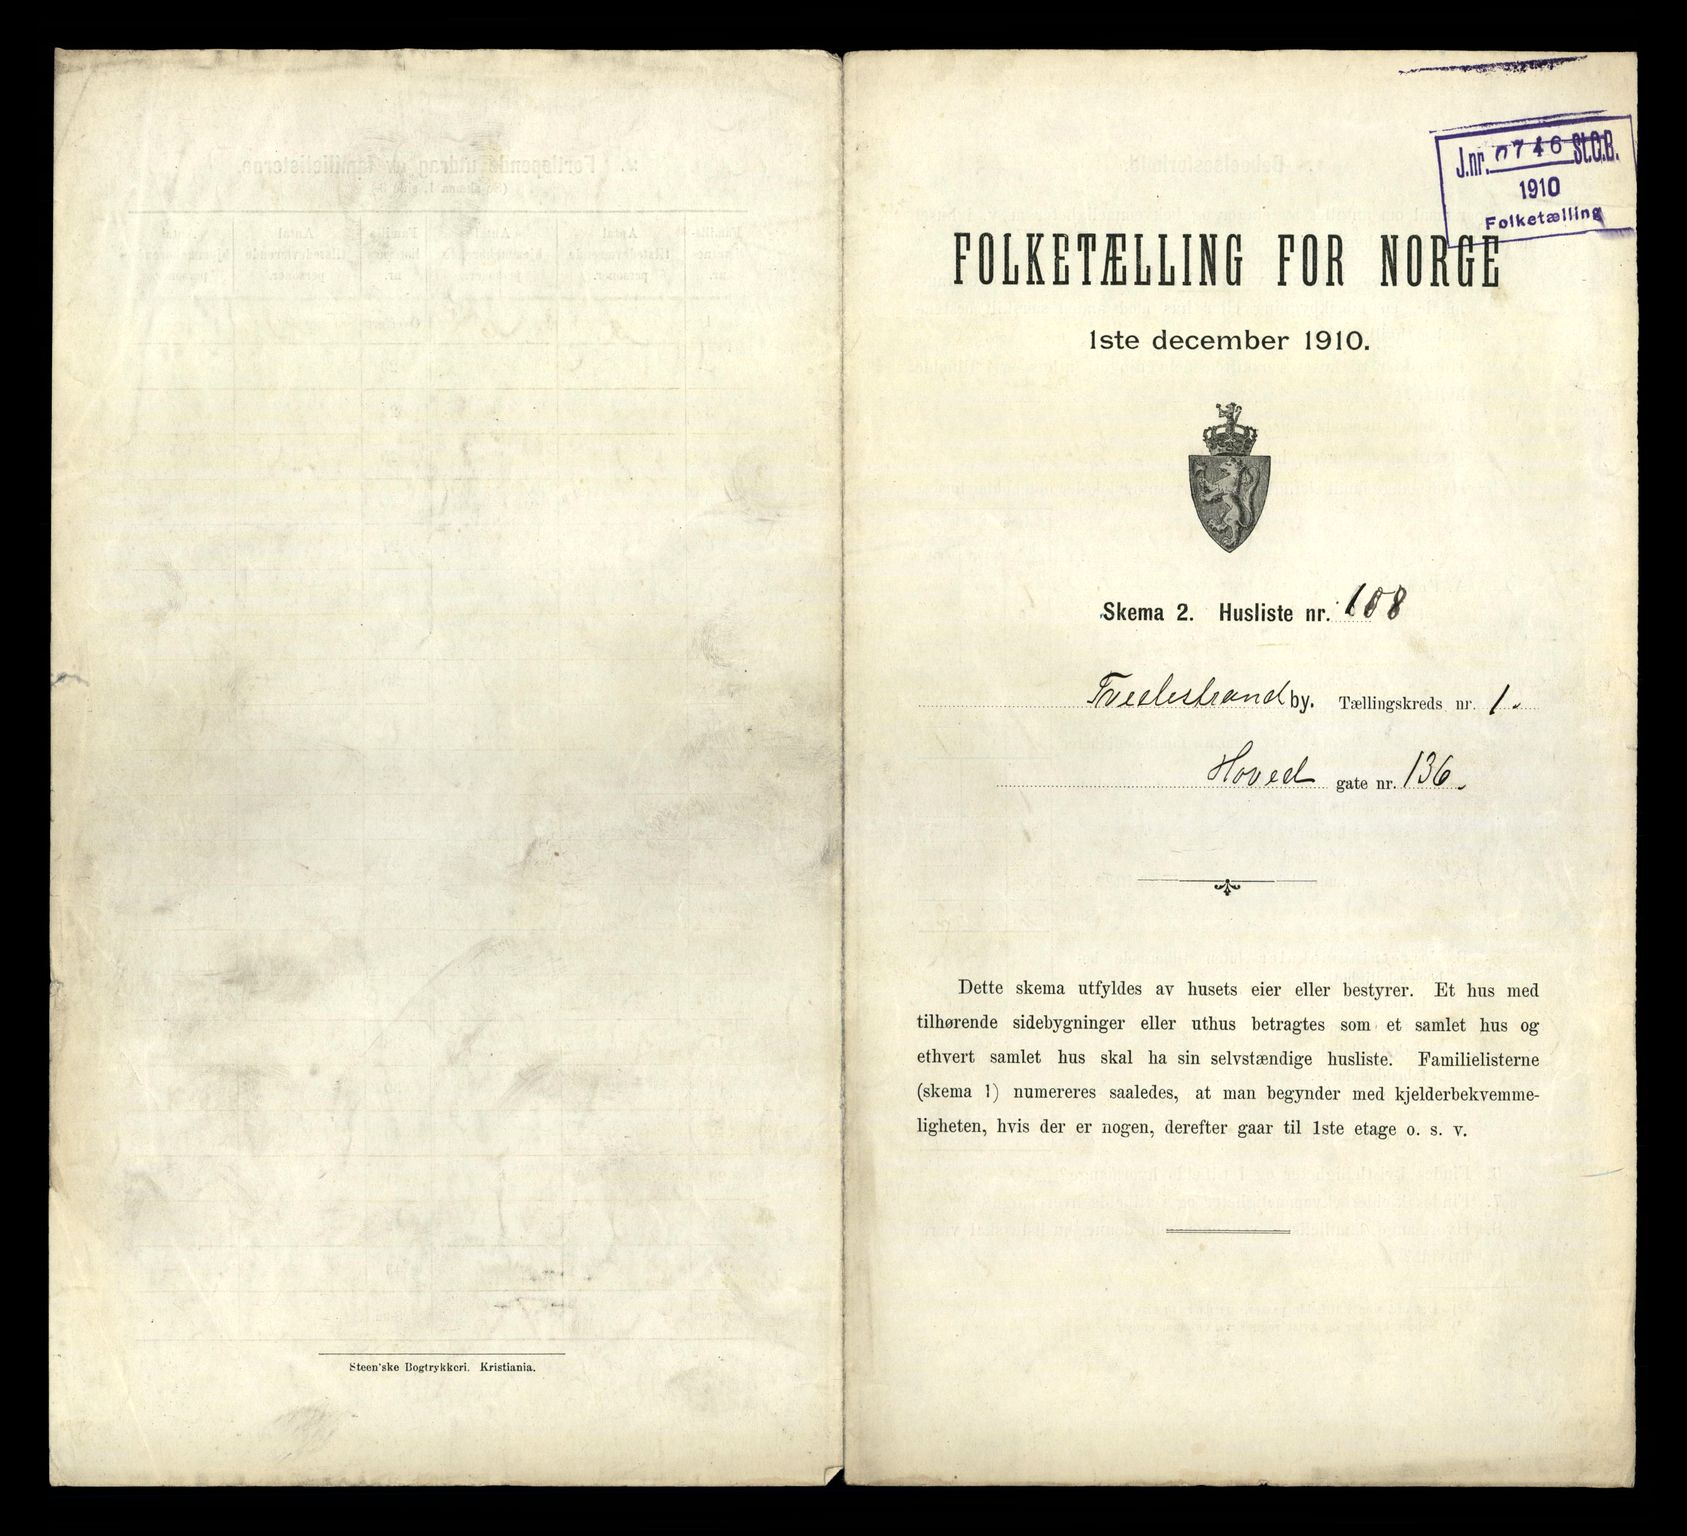 J.nr. 0746 St.C.B.
1910
Folketælling
FOLKETÆLLING FOR NORGE
1ste december 1910.
Skema 2. Husliste nr. 108
Tvedestrand by. Tællingskreds nr. 1.
Hoved gate nr. 136.
Dette skema utfyldes av husets eier eller bestyrer. Et hus med
tilhørende sidebygninger eller uthus betragtes som et samlet hus og
ethvert samlet hus skal ha sin selvstændige husliste. Familielisterne
(skema 1) numereres saaledes, at man begynder med kjelderbekvemme-
ligheten, hvis der er nogen, derefter gaar til 1ste etage o. s. v.
Steen'ske Bogtrykkeri. Kristiania.